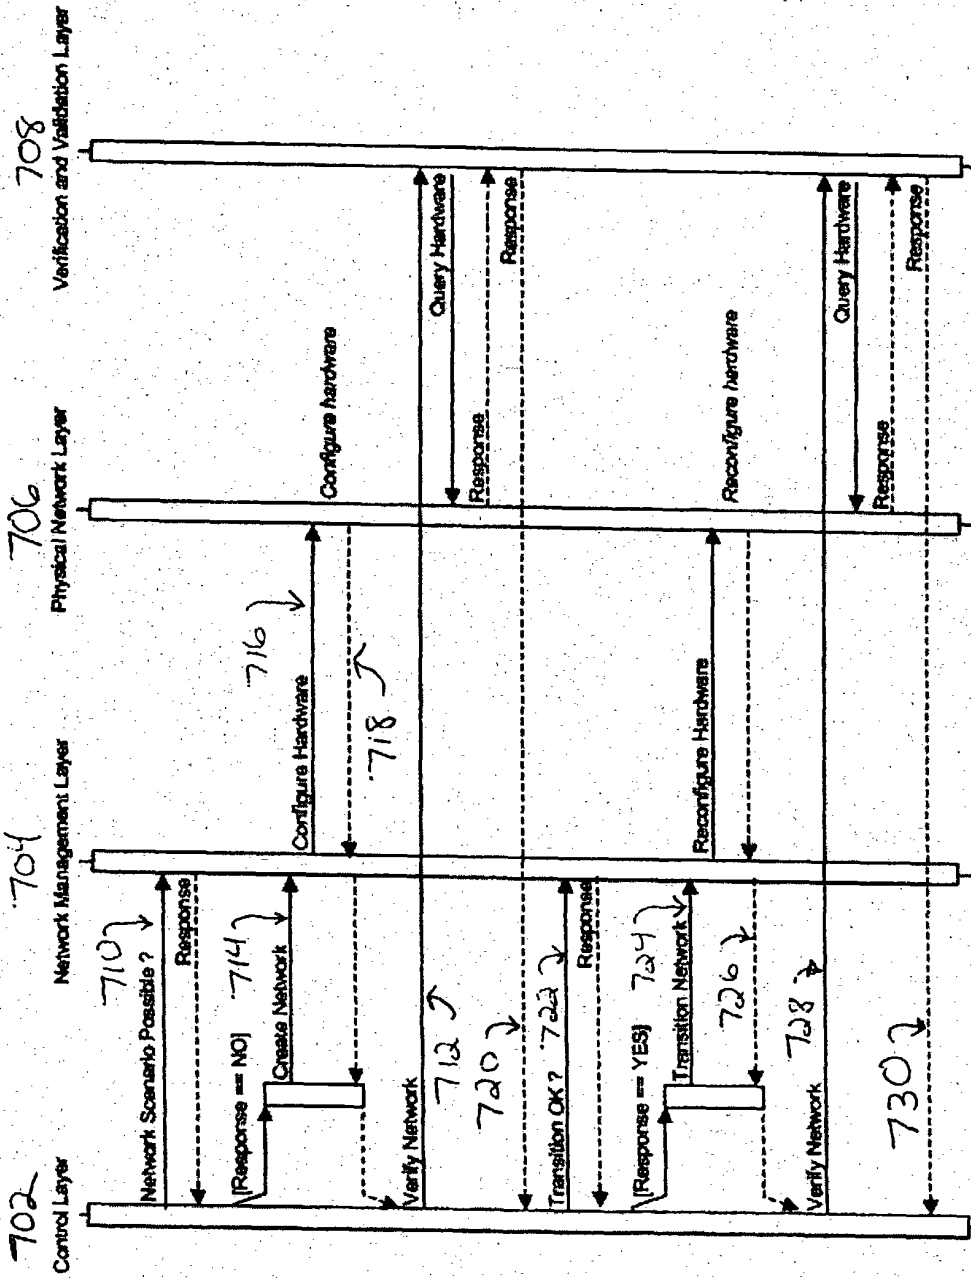 702
Control Layer
704
Network Management Layer
706
Physical Network Layer
708
Verification and Validation Layer
Network Scenario Possible ?
710
Response
[Response == NO]
714
Create Network
Configure Hardware
716
718
Configure hardware
Verify Network
712
Query Hardware
Response
720
Response
Transition OK ?
722
Response
[Response == YES]
724
Transition Network
Reconfigure Hardware
726
Reconfigure hardware
Verify Network
728
Query Hardware
Response
730
Response